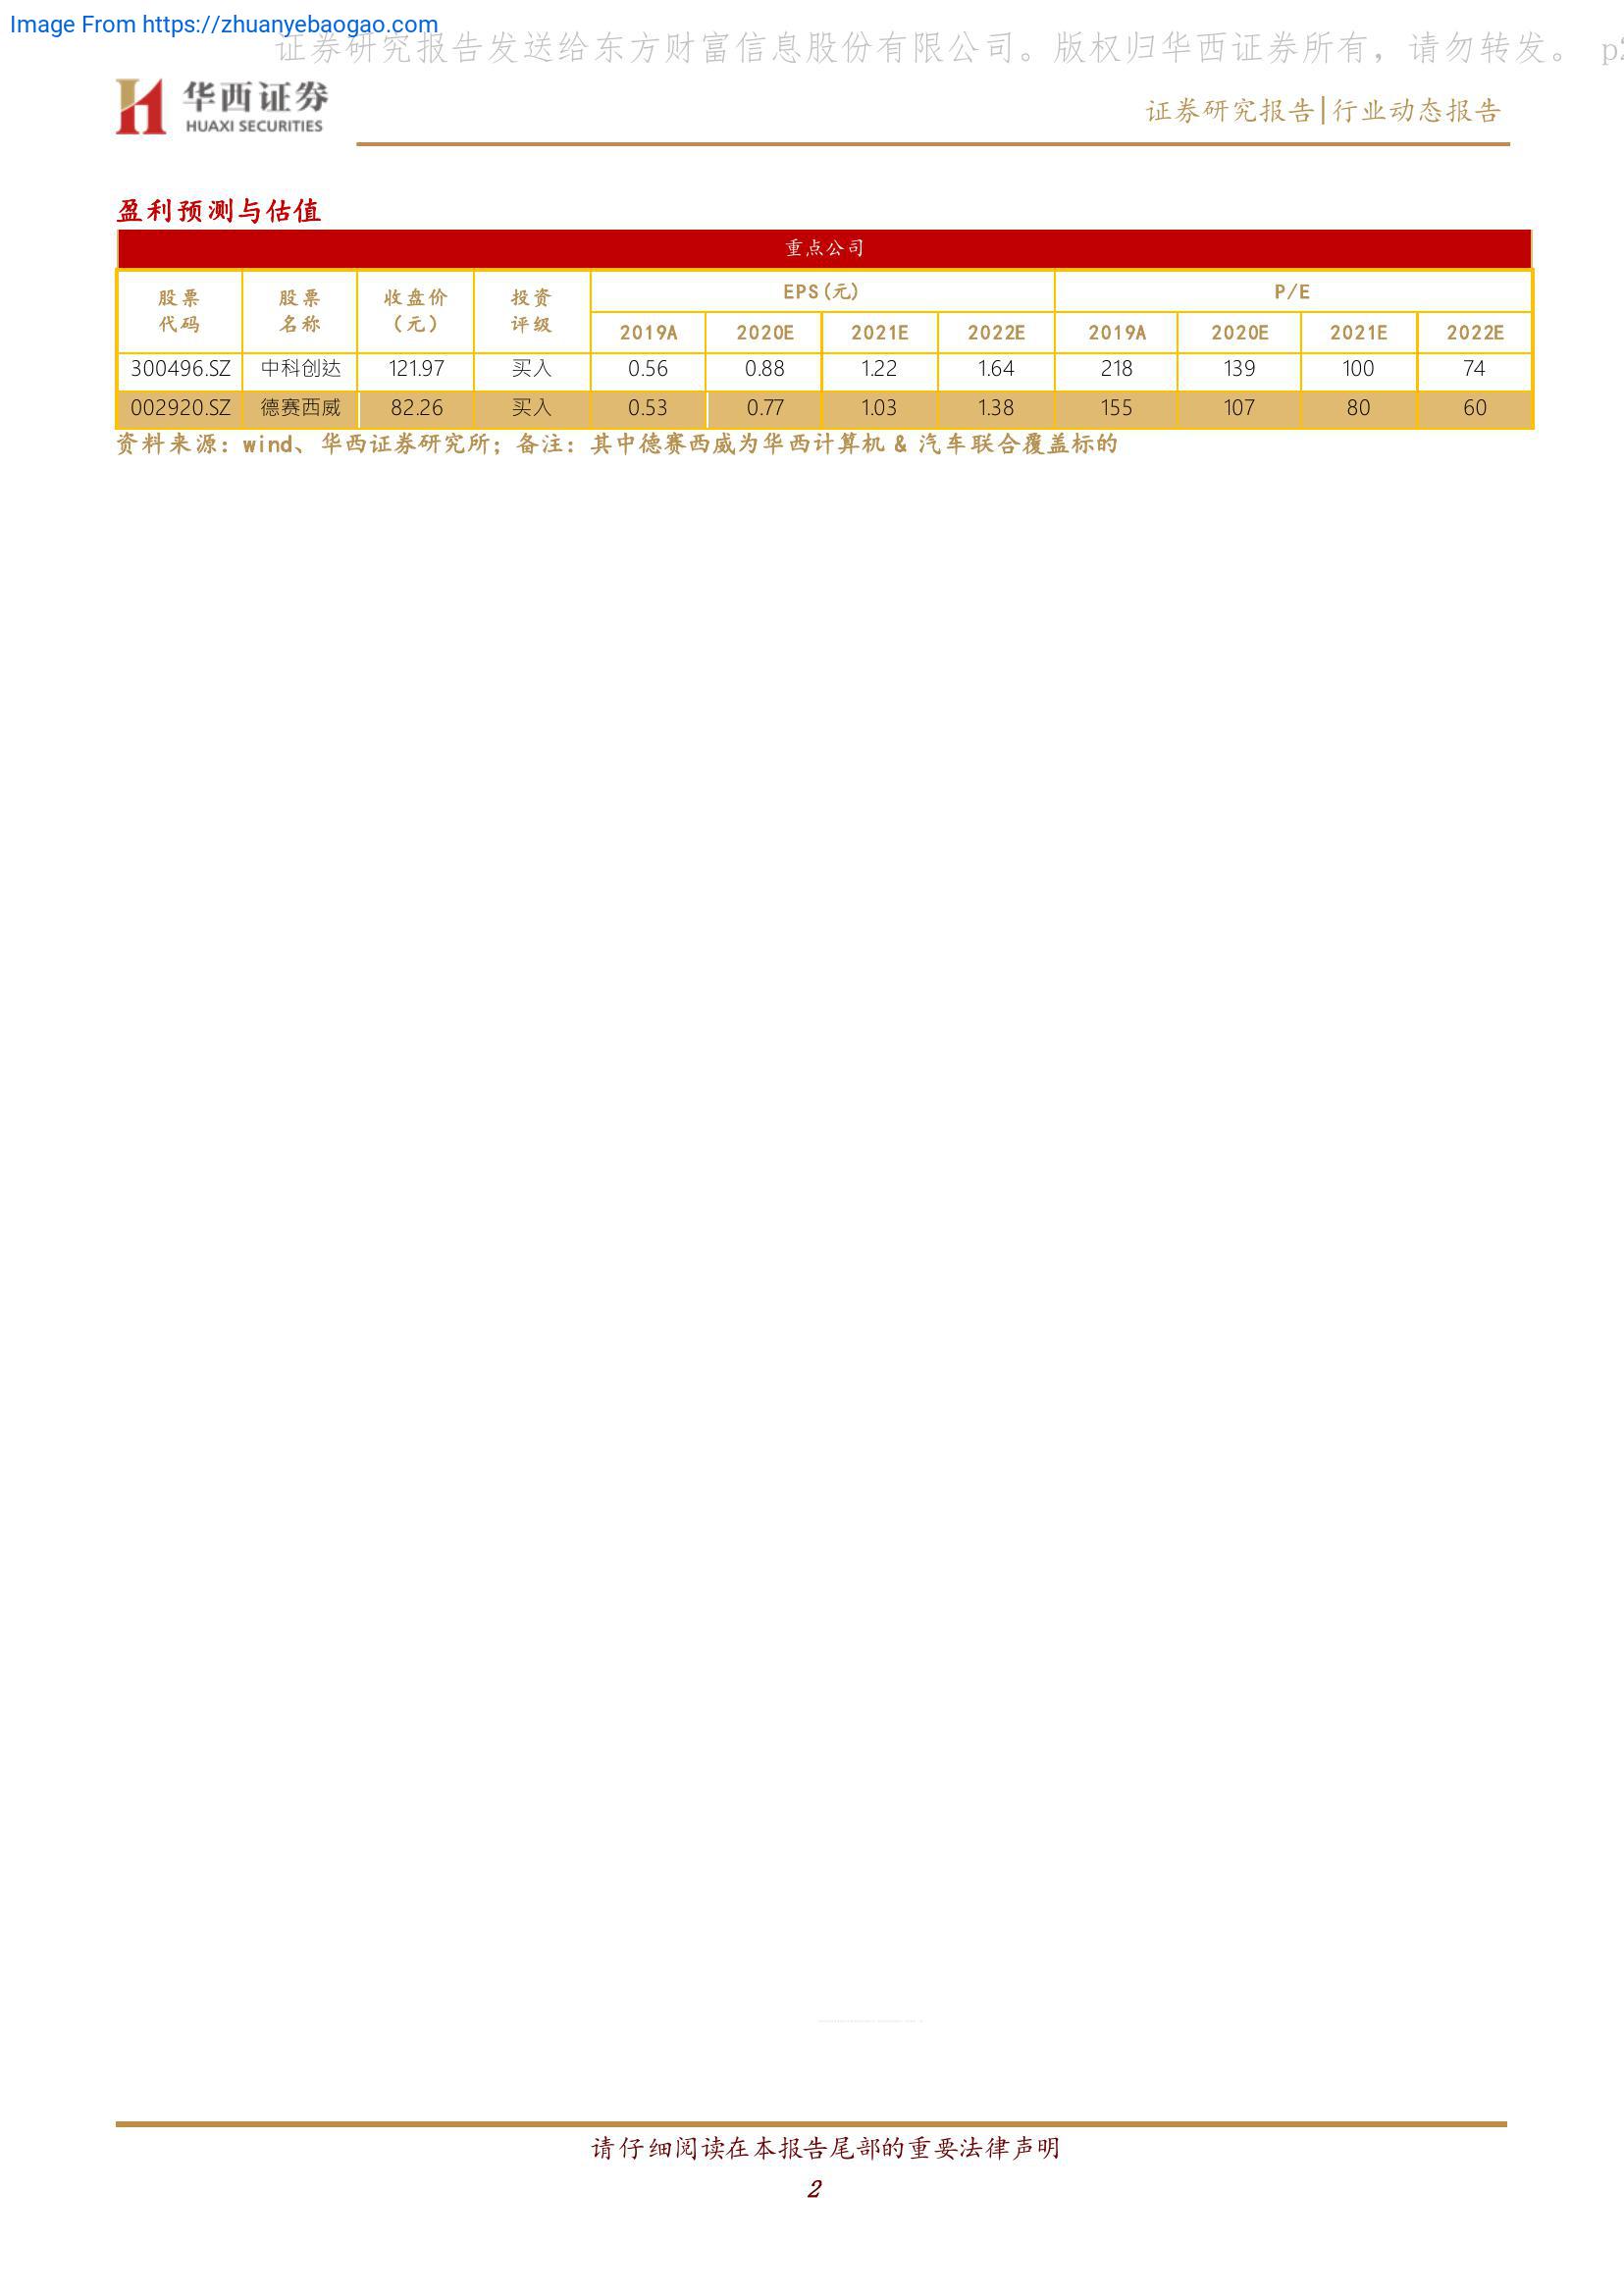 Image From https://zhuanyebaogao.com
证券研究报告发送给东方财富信息股份有限公司。版权归华西证券所有，请勿转发。 p2
华西证券
HUAXI SECURITIES
证券研究报告|行业动态报告
盈利预测与估值
重点公司
股票代码 股票名称 收盘价（元） 投资评级 EPS(元) P/E
2019A 2020E 2021E 2022E 2019A 2020E 2021E 2022E
300496.SZ 中科创达 121.97 买入 0.56 0.88 1.22 1.64 218 139 100 74
002920.SZ 德赛西威 82.26 买入 0.53 0.77 1.03 1.38 155 107 80 60
资料来源：wind、华西证券研究所；备注：其中德赛西威为华西计算机 & 汽车联合覆盖标的
请仔细阅读在本报告尾部的重要法律声明
2